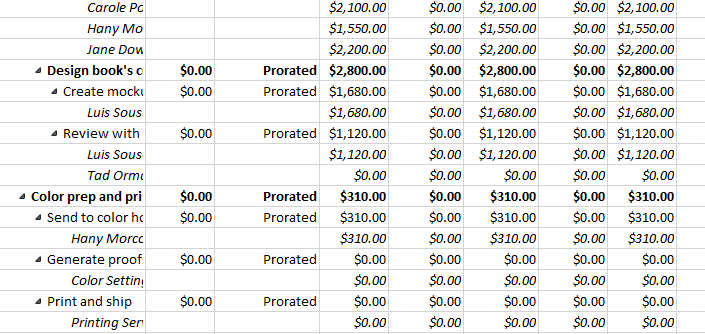 Carole Po $2,100.00 $0.00 $2,100.00 $0.00 $2,100.00
Hany Mo $1,550.00 $0.00 $1,550.00 $0.00 $1,550.00
Jane Dow $2,200.00 $0.00 $2,200.00 $0.00 $2,200.00
Design book's c $0.00 Prorated $2,800.00 $0.00 $2,800.00 $0.00 $2,800.00
Create mocku $0.00 Prorated $1,680.00 $0.00 $1,680.00 $0.00 $1,680.00
Luis Sous $1,680.00 $0.00 $1,680.00 $0.00 $1,680.00
Review with $0.00 Prorated $1,120.00 $0.00 $1,120.00 $0.00 $1,120.00
Luis Sous $1,120.00 $0.00 $1,120.00 $0.00 $1,120.00
Tad Orma $0.00 $0.00 $0.00 $0.00 $0.00
Color prep and pri $0.00 Prorated $310.00 $0.00 $310.00 $0.00 $310.00
Send to color ho $0.00 Prorated $310.00 $0.00 $310.00 $0.00 $310.00
Hany Morco $310.00 $0.00 $310.00 $0.00 $310.00
Generate proof $0.00 Prorated $0.00 $0.00 $0.00 $0.00 $0.00
Color Setting $0.00 $0.00 $0.00 $0.00 $0.00
Print and ship $0.00 Prorated $0.00 $0.00 $0.00 $0.00 $0.00
Printing Serv $0.00 $0.00 $0.00 $0.00 $0.00